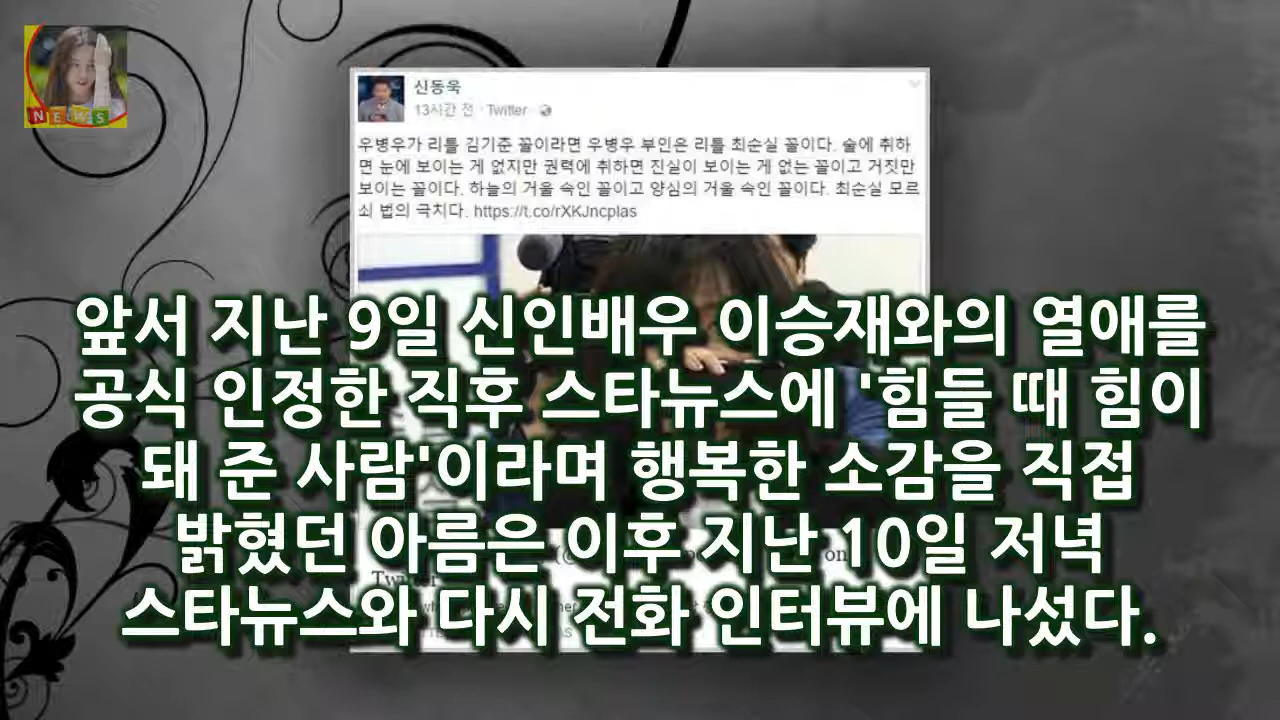 NEWS
신동욱
13시간 전 · Twitter
우병우가 리틀 김기춘 꼴이라면 우병우 부인은 리틀 최순실 꼴이다. 술에 취하
면 눈에 보이는 게 없지만 권력에 취하면 진실이 보이는 게 없는 꼴이고 거짓만
보이는 꼴이다. 하늘의 거울 속인 꼴이고 양심의 거울 속인 꼴이다. 최순실 모르
쇠 법의 극치다. https://t.co/rXKJncplas
앞서 지난 9일 신인배우 이승재와의 열애를
공식 인정한 직후 스타뉴스에 '힘들 때 힘이
돼 준 사람'이라며 행복한 소감을 직접
밝혔던 아름은 이후 지난 10일 저녁
스타뉴스와 다시 전화 인터뷰에 나섰다.
on
Twitter